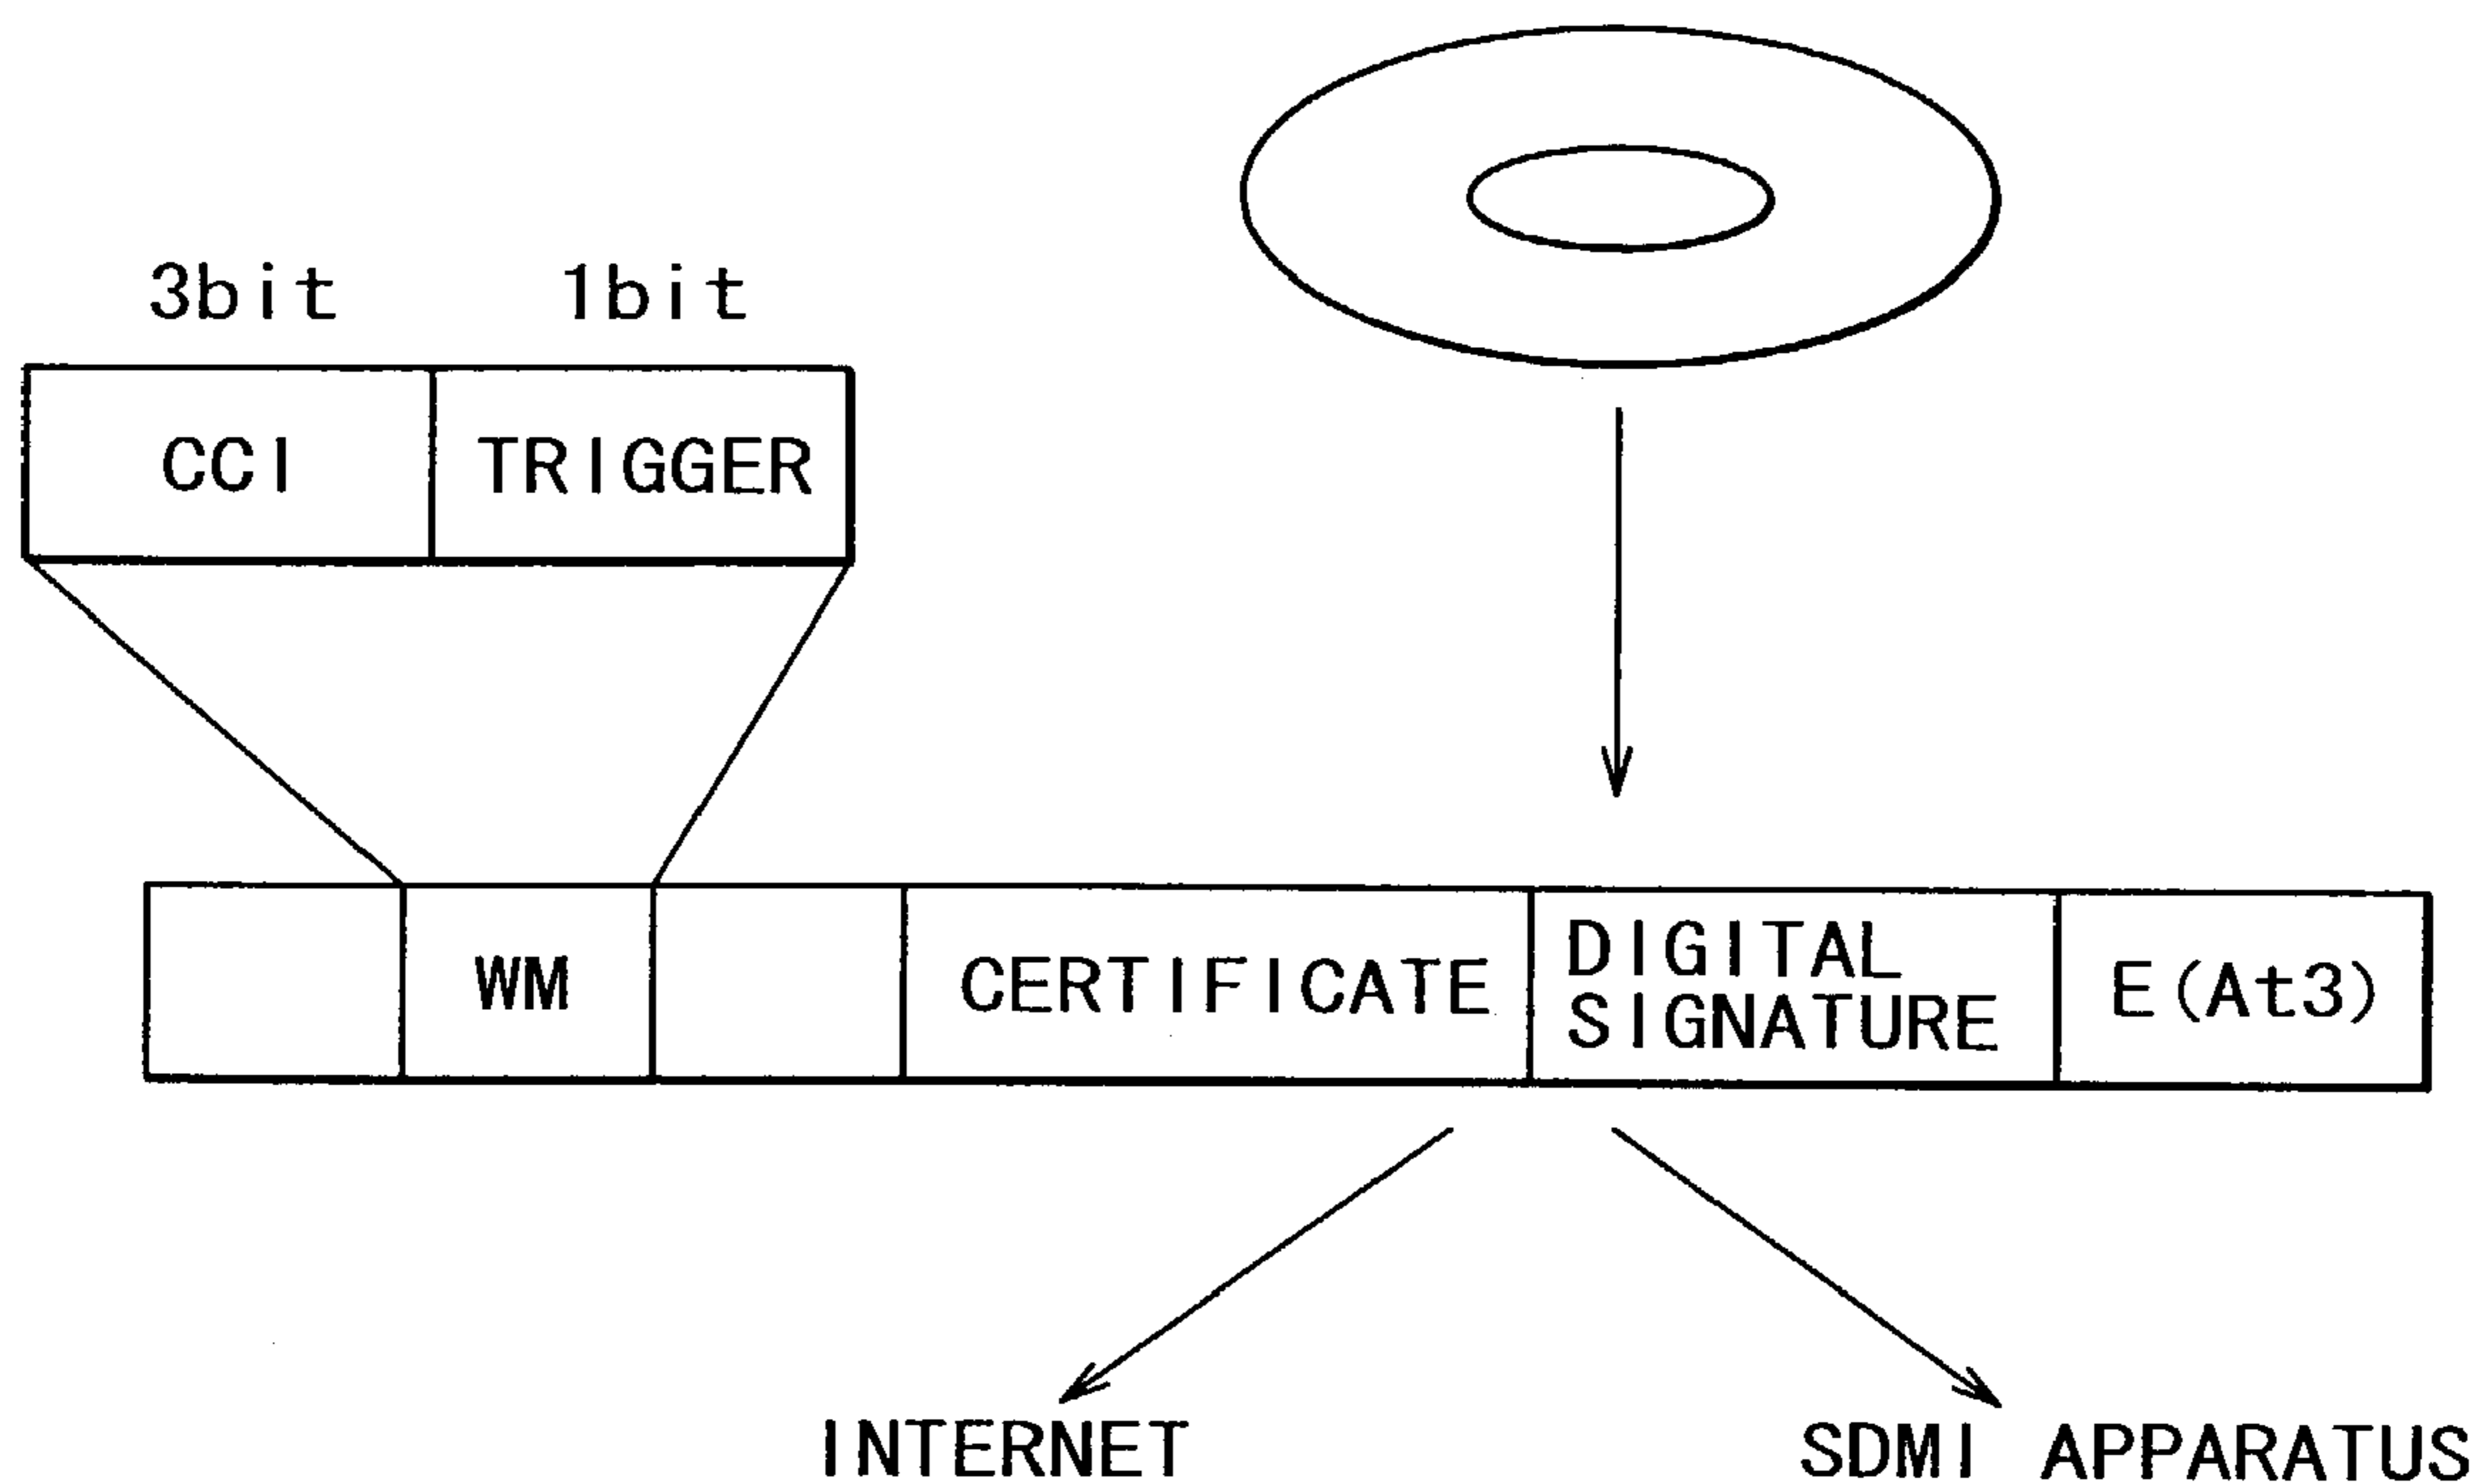 3bit 1bit
CCI TRIGGER
WM CERTIFICATE DIGITAL SIGNATURE E(At3)
INTERNET SDMI APPARATUS